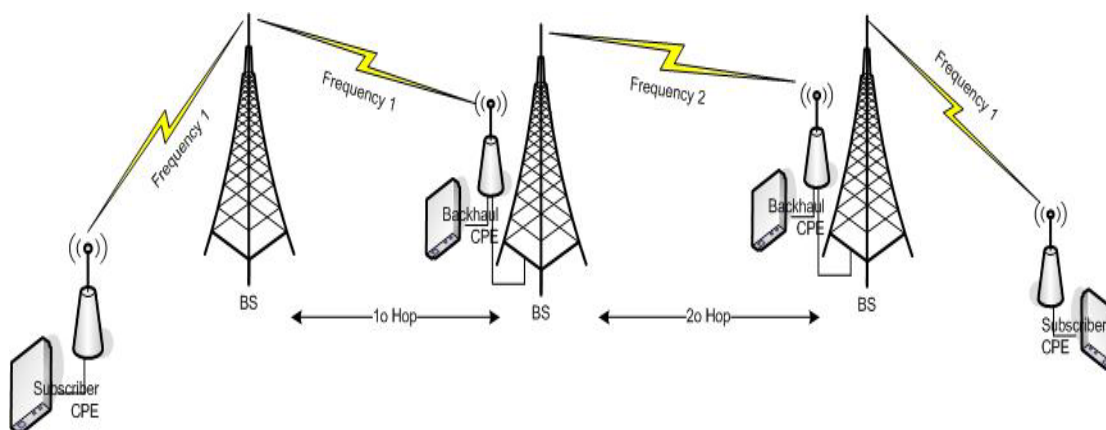 Frequency 1
Frequency 1
Frequency 2
Frequency 1
Backhaul
CPE
Backhaul
CPE
BS
1o Hop
BS
2o Hop
BS
Subscriber
CPE
Subscriber
CPE